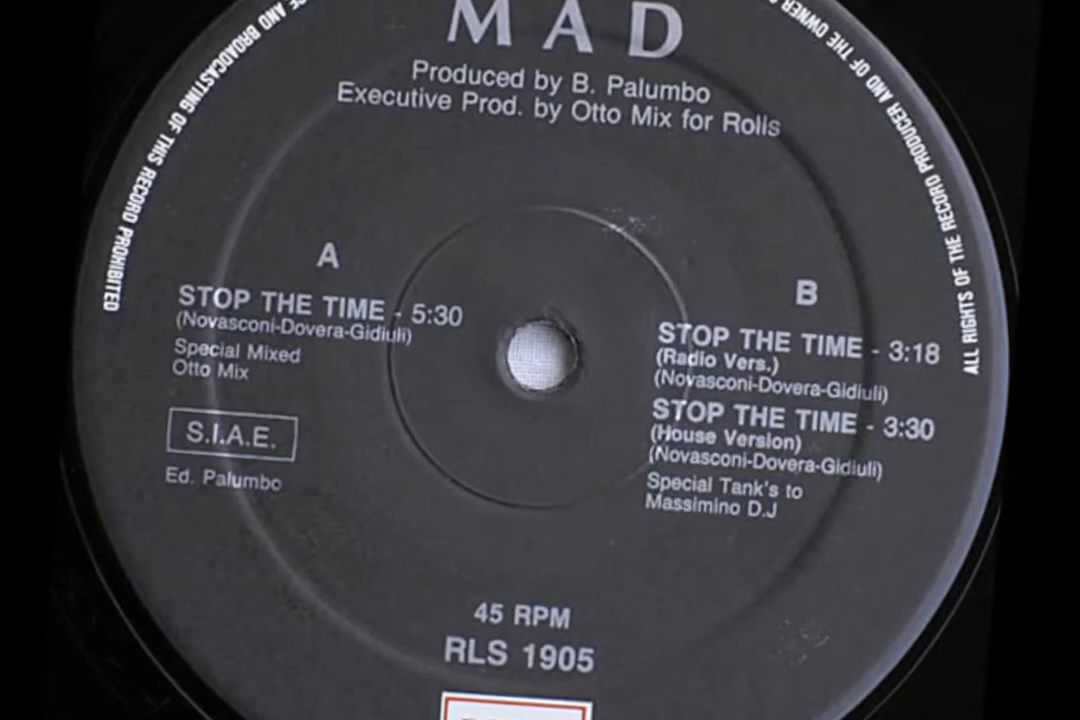 MAD
Produced by B. Palumbo
Executive Prod. by Otto Mix for Rolls
AND BROADCASTING OF THIS RECORD PROHIBITED
ALL RIGHTS OF THE RECORD PRODUCER AND OF THE OWNER
A
STOP THE TIME - 5:30
(Novasconi-Dovera-Gidiuli)
Special Mixed
Otto Mix
S.I.A.E.
Ed. Palumbo
B
STOP THE TIME - 3:18
(Radio Vers.)
(Novasconi-Dovera-Gidiuli)
STOP THE TIME - 3:30
(House Version)
(Novasconi-Dovera-Gidiuli)
Special Tank's to
Massimino D.J
45 RPM
RLS 1905